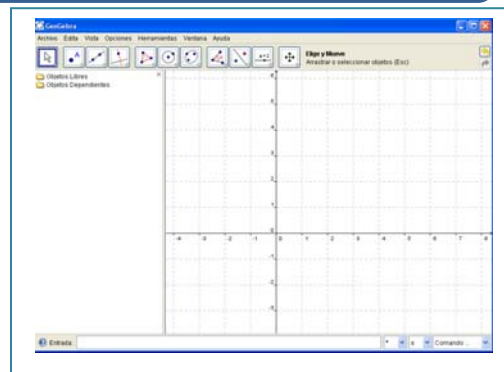 GeoGebra
Archivo Edita Vista Opciones Herramientas Ventana Ayuda
Elige y Mueve
Arrastrar o seleccionar objetos (Esc)
Objetos Libres
Objetos Dependientes
6
5
4
3
2
1
0
-4 -3 -2 -1 0 1 2 3 4 5 6 7 8
-1
-2
-3
Entrada:
Comando ...